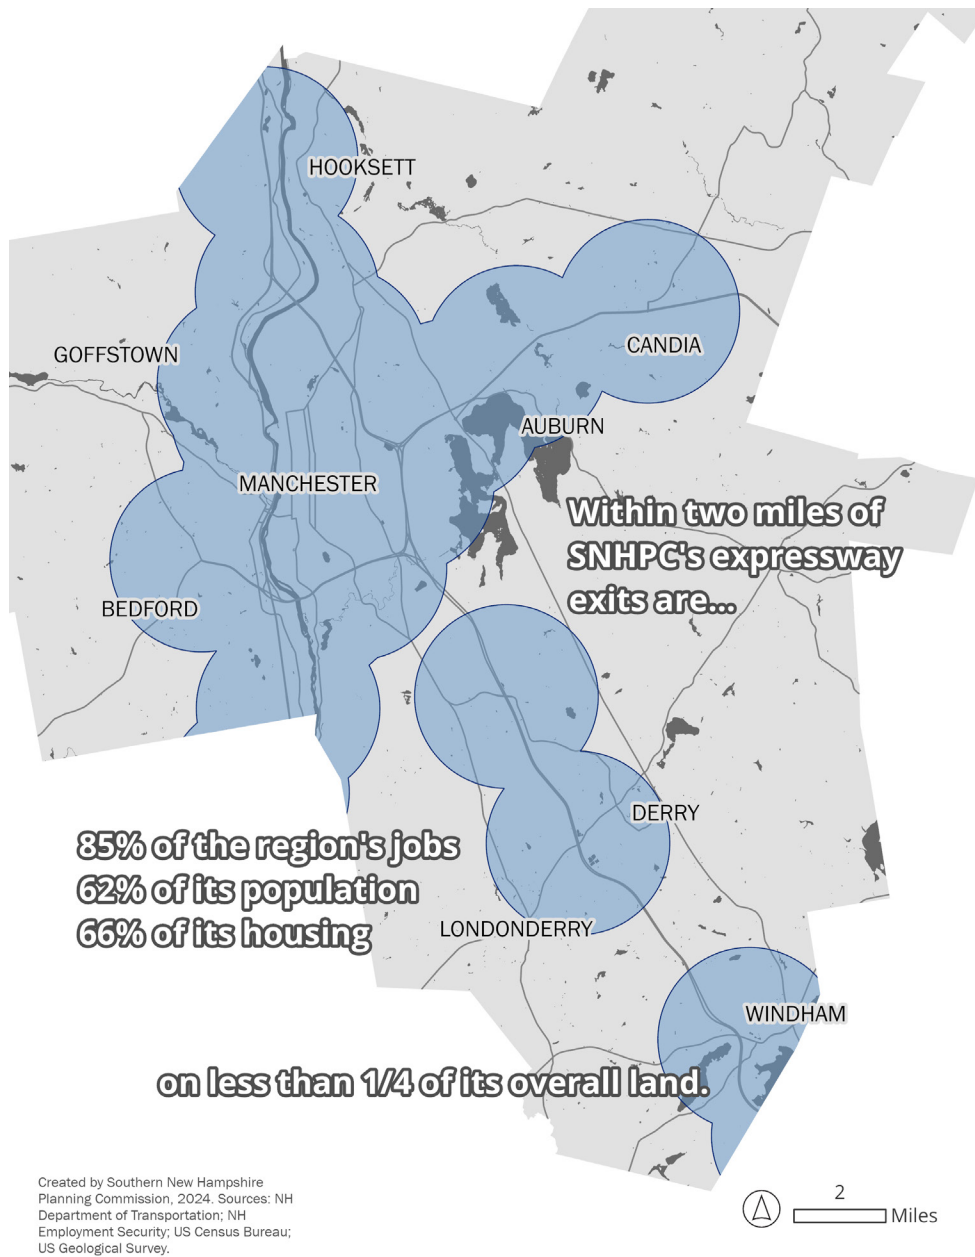 HOOKSETT
GOFFSTOWN
CANDIA
AUBURN
MANCHESTER
Within two miles of
SNHPC's expressway
exits are...
BEDFORD
DERRY
85% of the region's jobs
62% of its population
66% of its housing
LONDONDERRY
WINDHAM
on less than 1/4 of its overall land.
Created by Southern New Hampshire
Planning Commission, 2024. Sources: NH
Department of Transportation; NH
Employment Security; US Census Bureau;
US Geological Survey.
2
Miles